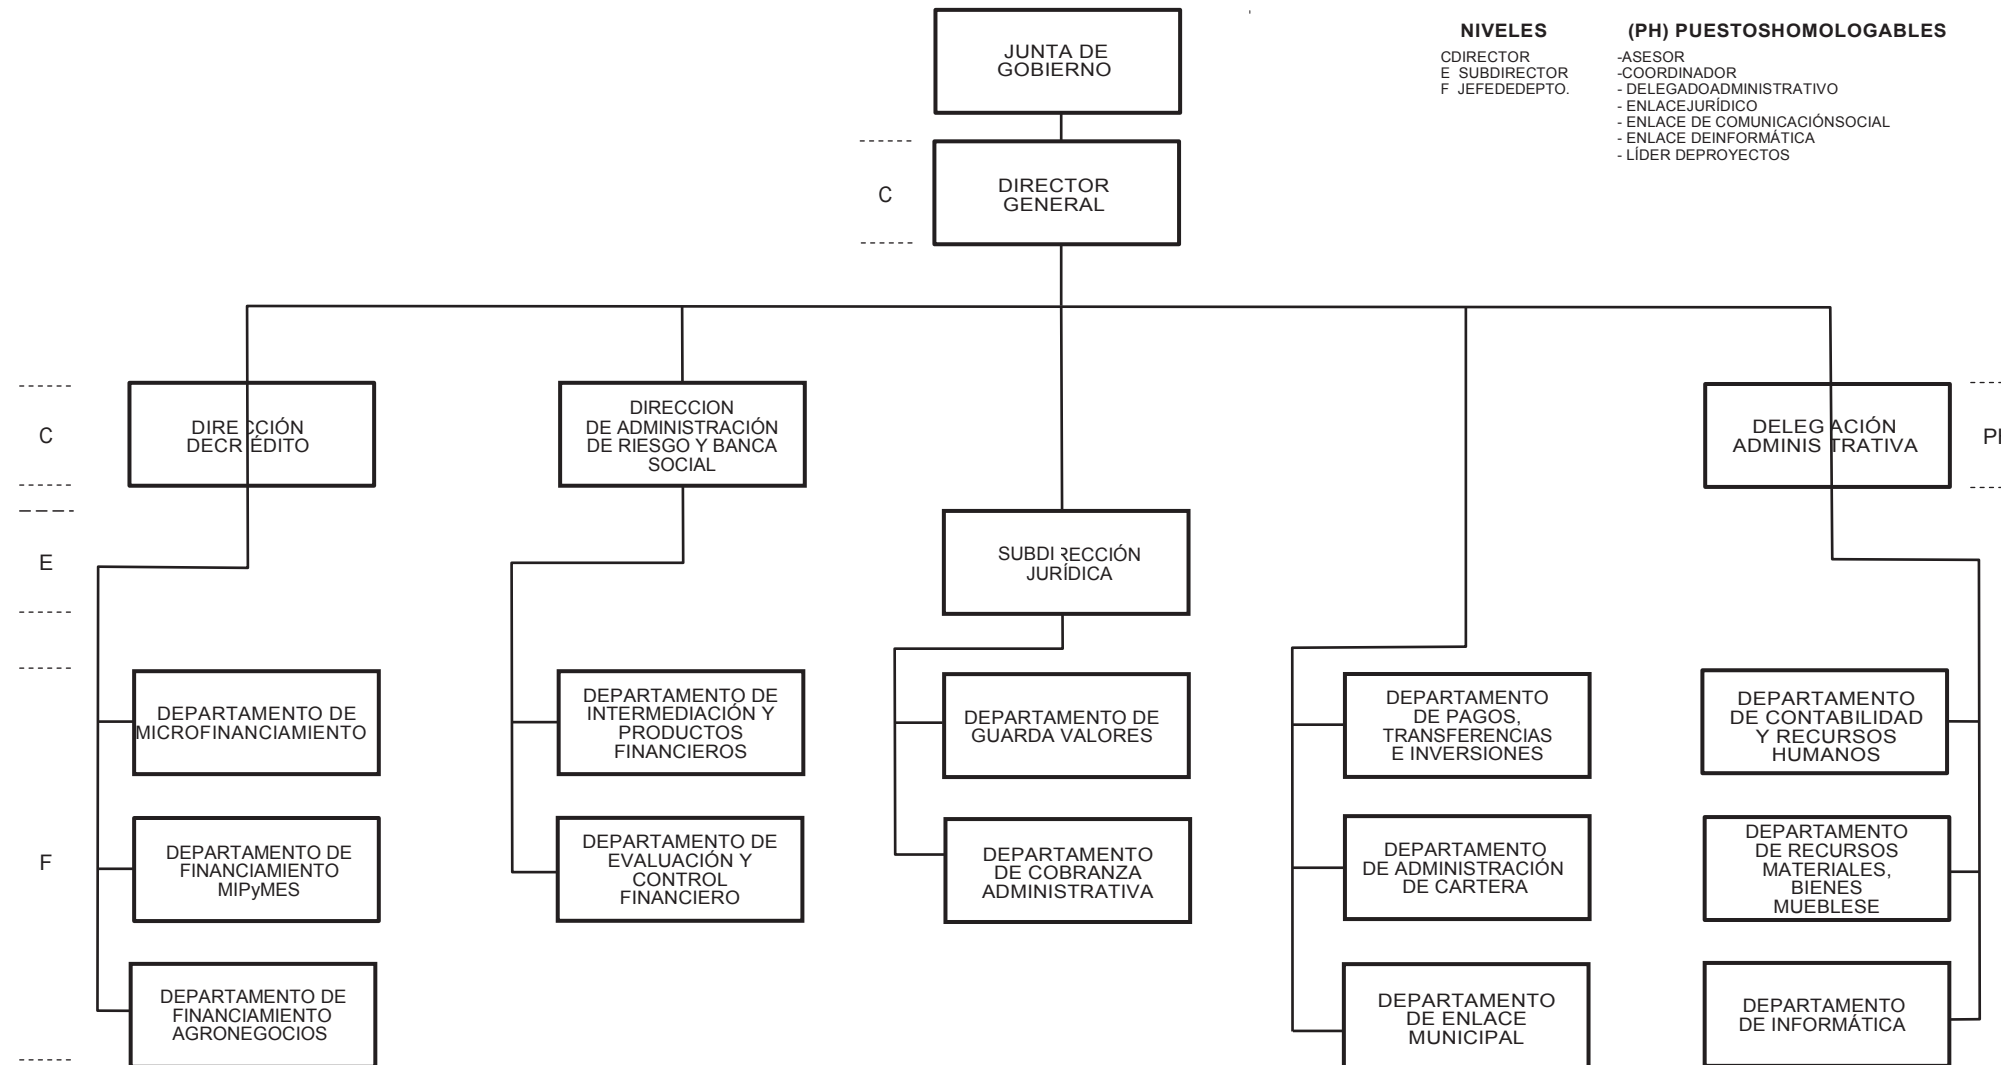 JUNTA DE
GOBIERNO
NIVELES
CDIRECTOR
E SUBDIRECTOR
F JEFEDEDEPTO.
(PH) PUESTOSHOMOLOGABLES
-ASESOR
-COORDINADOR
- DELEGADOADMINISTRATIVO
- ENLACEJURÍDICO
- ENLACE DE COMUNICACIÓNSOCIAL
- ENLACE DEINFORMÁTICA
- LÍDER DEPROYECTOS
C
DIRECTOR
GENERAL
C
DIRECCIÓN
DECRÉDITO
DIRECCION
DE ADMINISTRACIÓN
DE RIESGO Y BANCA
SOCIAL
DELEGACIÓN
ADMINISTRATIVA
E
SUBDIRECCIÓN
JURÍDICA
DEPARTAMENTO DE
MICROFINANCIAMIENTO
DEPARTAMENTO DE
INTERMEDIACIÓN Y
PRODUCTOS
FINANCIEROS
DEPARTAMENTO DE
GUARDA VALORES
DEPARTAMENTO
DE PAGOS,
TRANSFERENCIAS
E INVERSIONES
DEPARTAMENTO
DE CONTABILIDAD
Y RECURSOS
HUMANOS
F
DEPARTAMENTO DE
FINANCIAMIENTO
MIPyMES
DEPARTAMENTO DE
EVALUACIÓN Y
CONTROL
FINANCIERO
DEPARTAMENTO
DE COBRANZA
ADMINISTRATIVA
DEPARTAMENTO
DE ADMINISTRACIÓN
DE CARTERA
DEPARTAMENTO
DE RECURSOS
MATERIALES,
BIENES
MUEBLESE
DEPARTAMENTO DE
FINANCIAMIENTO
AGRONEGOCIOS
DEPARTAMENTO
DE ENLACE
MUNICIPAL
DEPARTAMENTO
DE INFORMÁTICA